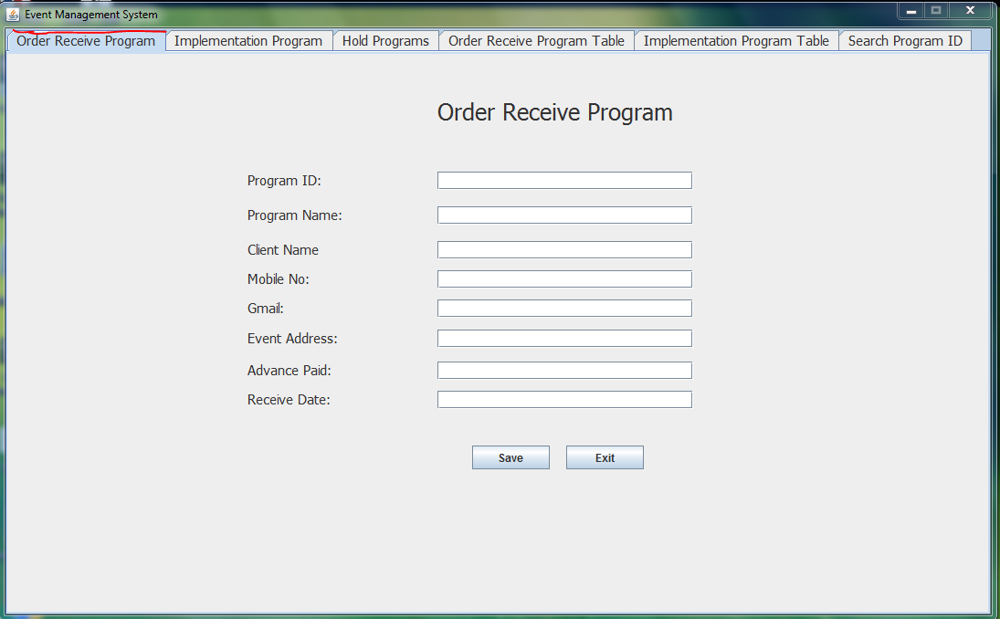 Event Management System
Order Receive Program Implementation Program Hold Programs Order Receive Program Table Implementation Program Table Search Program ID
Order Receive Program
Program ID:
Program Name:
Client Name
Mobile No:
Gmail:
Event Address:
Advance Paid:
Receive Date:
Save Exit